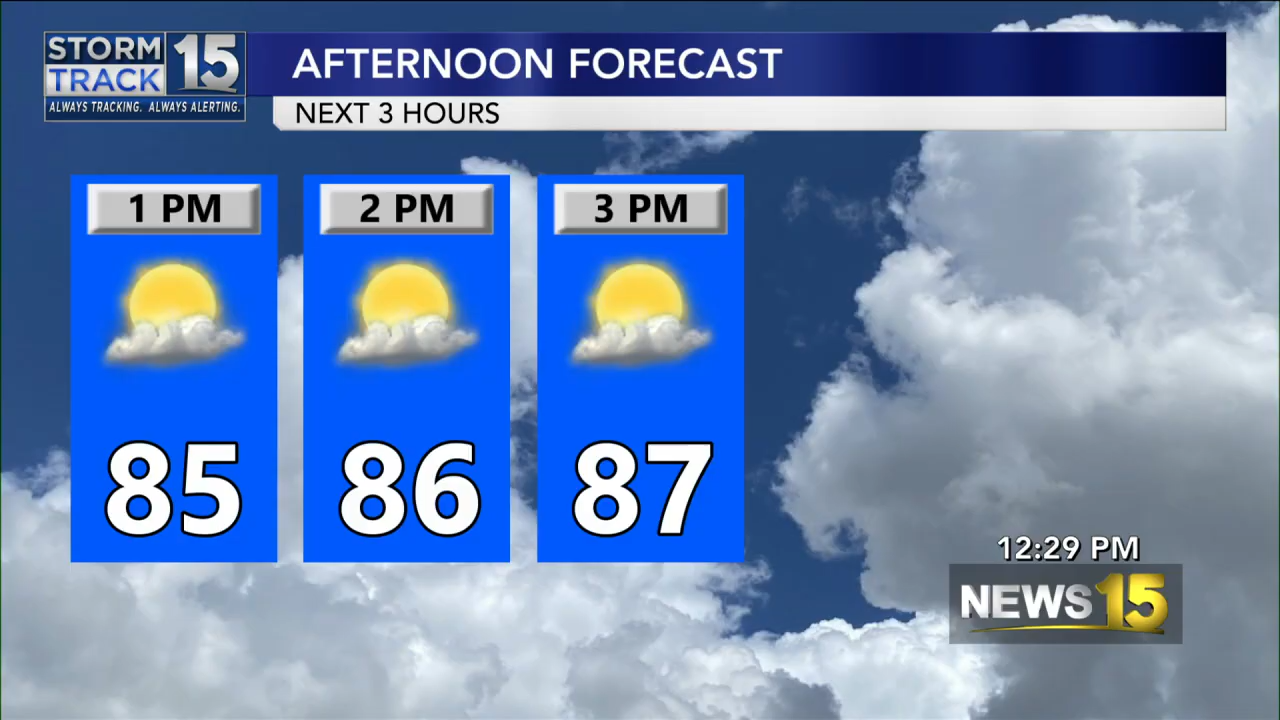 STORM
TRACK
15
ALWAYS TRACKING. ALWAYS ALERTING.
AFTERNOON FORECAST
NEXT 3 HOURS
1 PM
2 PM
3 PM
85
86
87
12:29 PM
NEWS 15